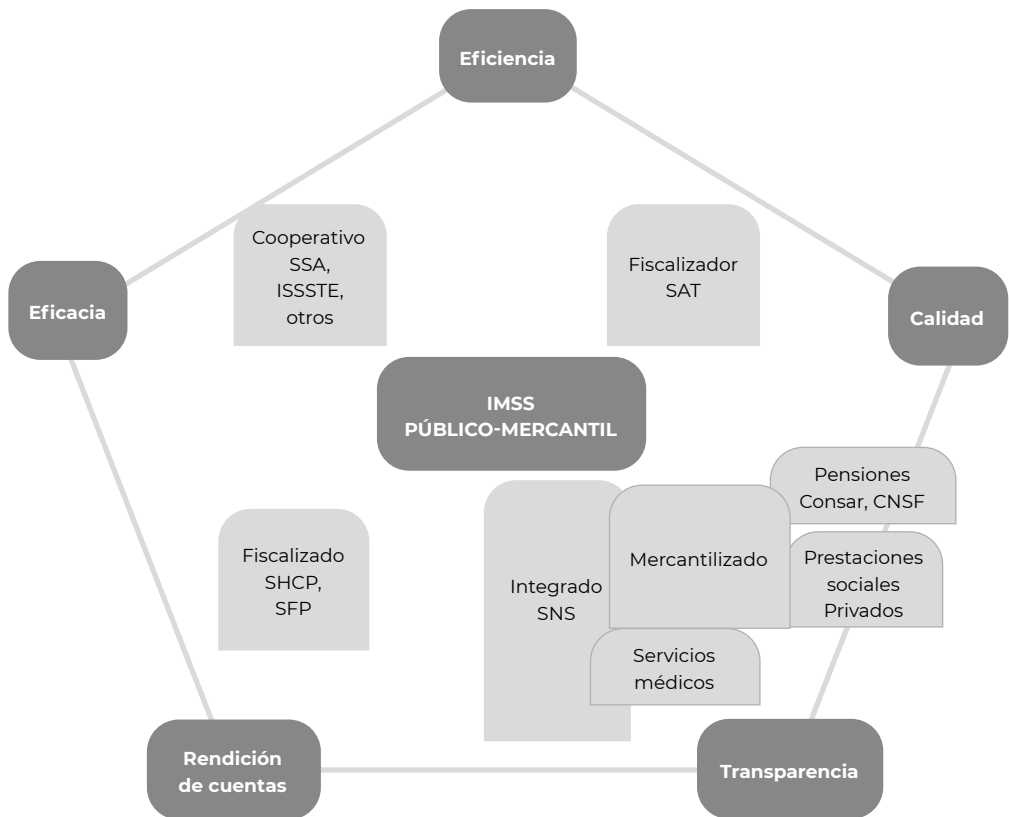 Eficiencia
Cooperativo
SSA,
ISSSTE,
otros
Fiscalizador
SAT
Eficacia
Calidad
IMSS
PÚBLICO-MERCANTIL
Pensiones
Consar, CNSF
Fiscalizado
SHCP,
SFP
Integrado
SNS
Mercantilizado
Prestaciones
sociales
Privados
Servicios
médicos
Rendición
de cuentas
Transparencia